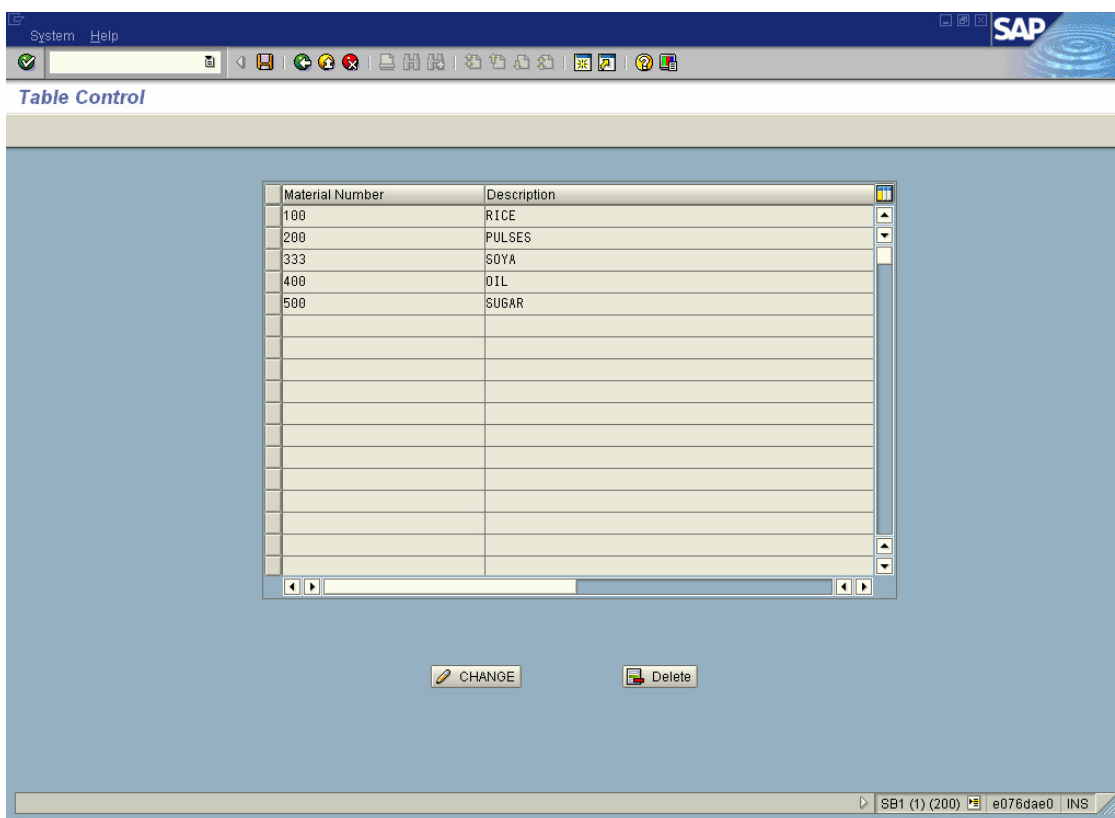 System Help
SAP
Table Control
Material Number Description
100 RICE
200 PULSES
333 SOYA
400 OIL
500 SUGAR
CHANGE Delete
SB1 (1) (200) e076dae0 INS